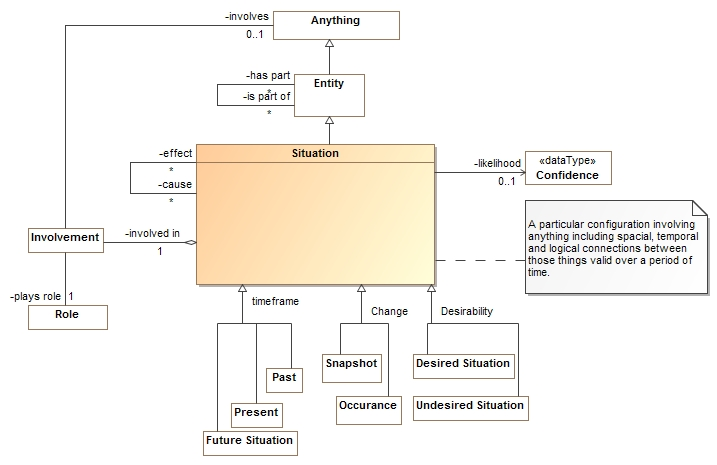 Anything
-involves
0..1
Entity
-has part
*
-is part of
*
Situation
-effect
*
-cause
*
-likelihood
0..1
«dataType»
Confidence
A particular configuration involving
anything including spacial, temporal
and logical connections between
those things valid over a period of
time.
Involvement
-involved in
1
-plays role
1
Role
timeframe
Change
Desirability
Past
Present
Future Situation
Snapshot
Occurance
Desired Situation
Undesired Situation